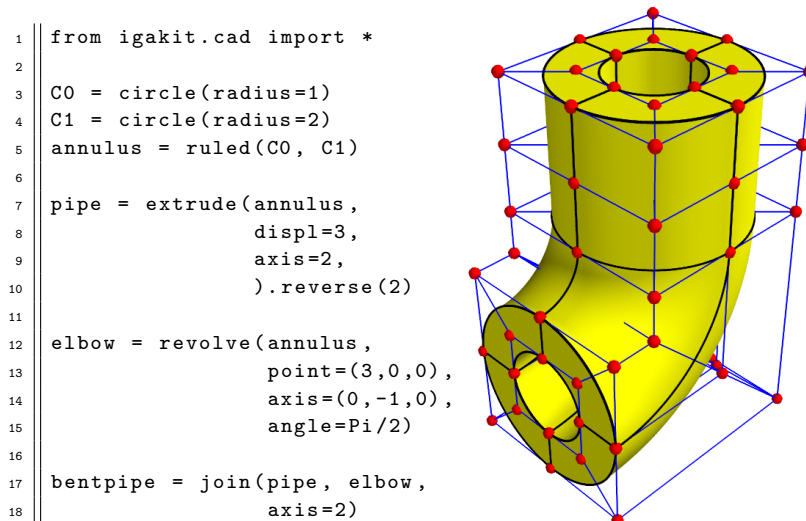 1 from igakit.cad import *
2
3 C0 = circle(radius=1)
4 C1 = circle(radius=2)
5 annulus = ruled(C0, C1)
6
7 pipe = extrude(annulus,
8 displ=3,
9 axis=2,
10 ).reverse(2)
11
12 elbow = revolve(annulus,
13 point=(3,0,0),
14 axis=(0,-1,0),
15 angle=Pi/2)
16
17 bentpipe = join(pipe, elbow,
18 axis=2)